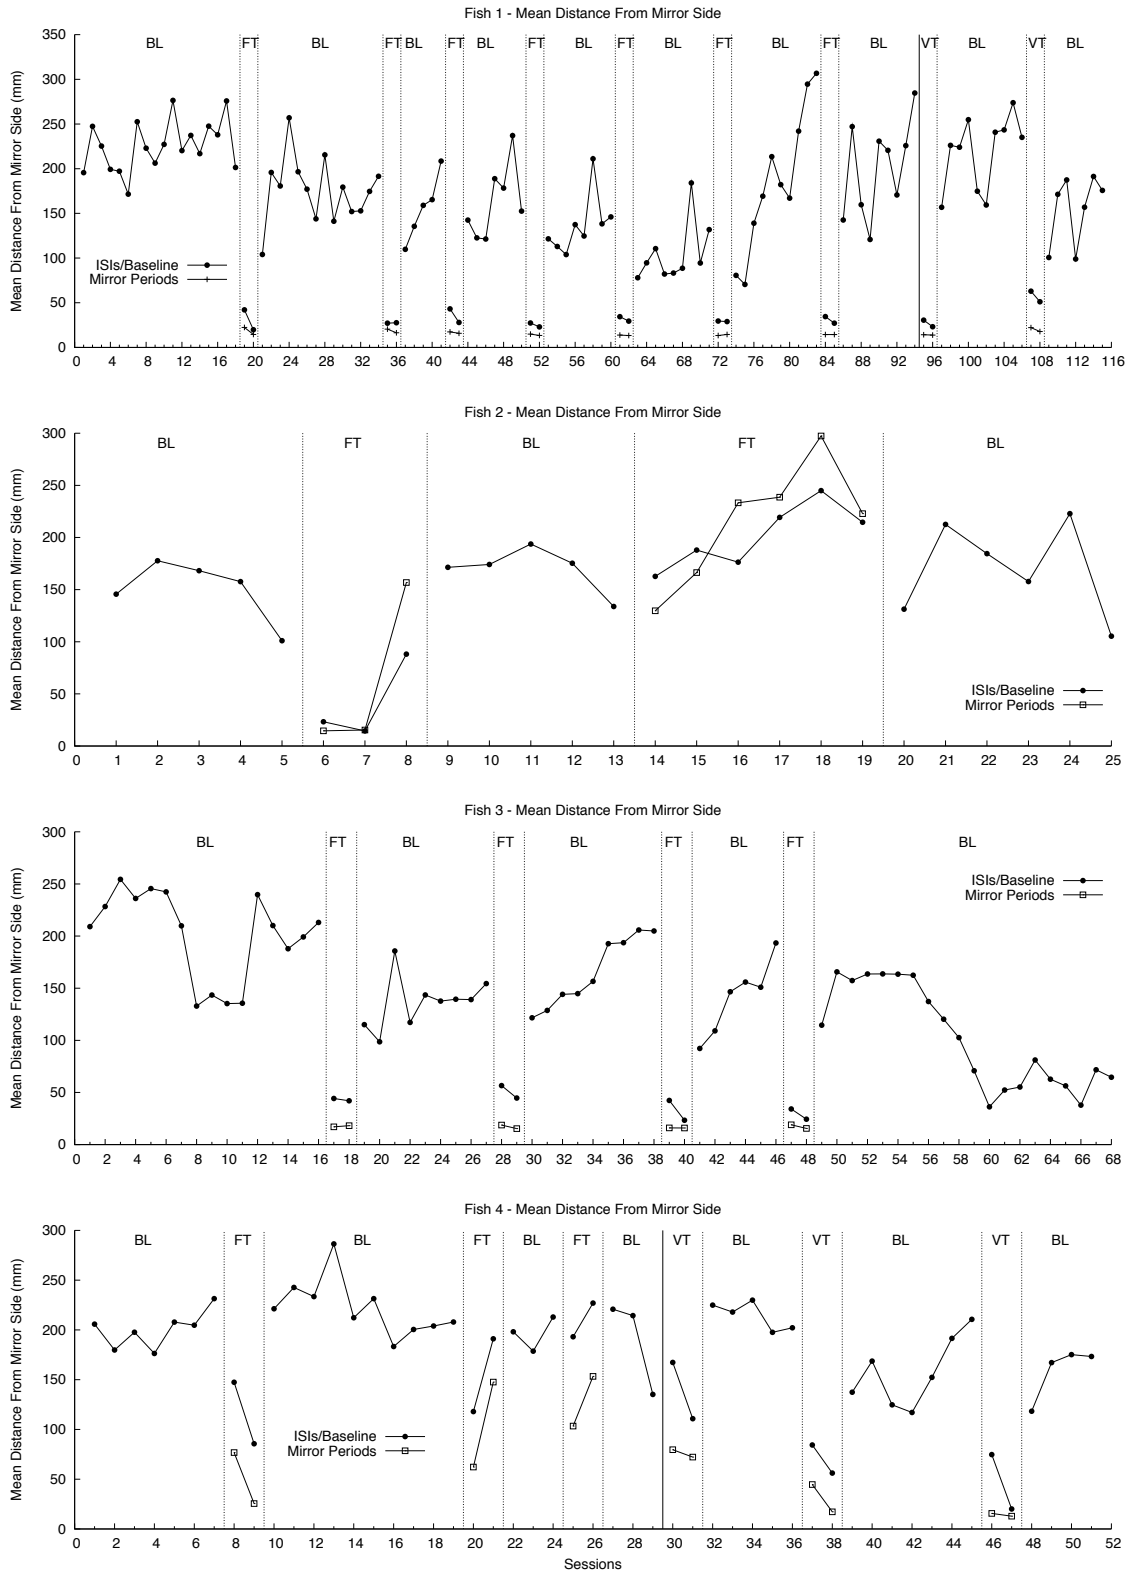 Fish 1 - Mean Distance From Mirror Side
Mean Distance From Mirror Side (mm)
350
300
250
200
150
100
50
0
BL FT BL FT BL FT BL FT BL FT BL FT BL FT BL VT BL VT BL
ISIs/Baseline
Mirror Periods
0 4 8 12 16 20 24 28 32 36 40 44 48 52 56 60 64 68 72 76 80 84 88 92 96 100 104 108 112 116
Fish 2 - Mean Distance From Mirror Side
Mean Distance From Mirror Side (mm)
300
250
200
150
100
50
0
BL FT BL FT BL
ISIs/Baseline
Mirror Periods
0 1 2 3 4 5 6 7 8 9 10 11 12 13 14 15 16 17 18 19 20 21 22 23 24 25
Fish 3 - Mean Distance From Mirror Side
Mean Distance From Mirror Side (mm)
300
250
200
150
100
50
0
BL FT BL FT BL FT BL FT BL
ISIs/Baseline
Mirror Periods
0 2 4 6 8 10 12 14 16 18 20 22 24 26 28 30 32 34 36 38 40 42 44 46 48 50 52 54 56 58 60 62 64 66 68
Fish 4 - Mean Distance From Mirror Side
Mean Distance From Mirror Side (mm)
300
250
200
150
100
50
0
BL FT BL FT BL FT BL VT BL VT BL VT BL
ISIs/Baseline
Mirror Periods
0 2 4 6 8 10 12 14 16 18 20 22 24 26 28 30 32 34 36 38 40 42 44 46 48 50 52
Sessions